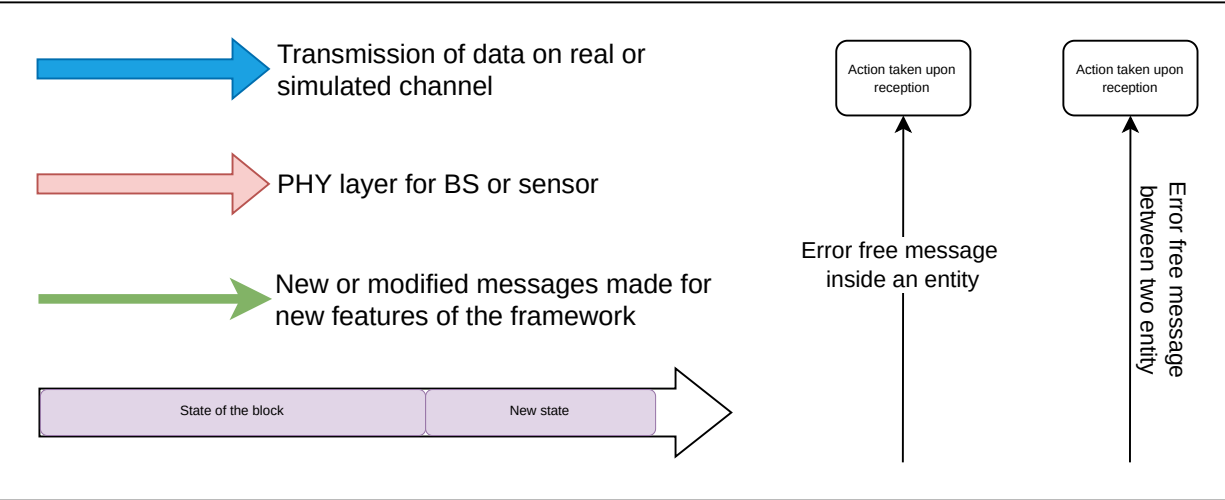 Transmission of data on real or
simulated channel
PHY layer for BS or sensor
New or modified messages made for
new features of the framework
State of the block
New state
Action taken upon
reception
Error free message
inside an entity
Action taken upon
reception
Error free message
between two entity